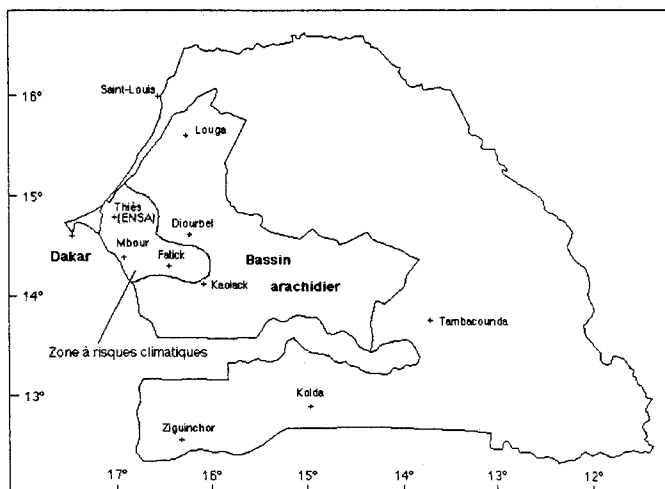 16°
15°
14°
13°
Saint-Louis
Louga
Thiès
(ENSA)
Diourbel
Mbour
Dakar
Fatick
Bassin
Kaolack
arachidier
Tambacounda
Zone à risques climatiques
Kolda
Ziguinchor
17°
16°
15°
14°
13°
12°